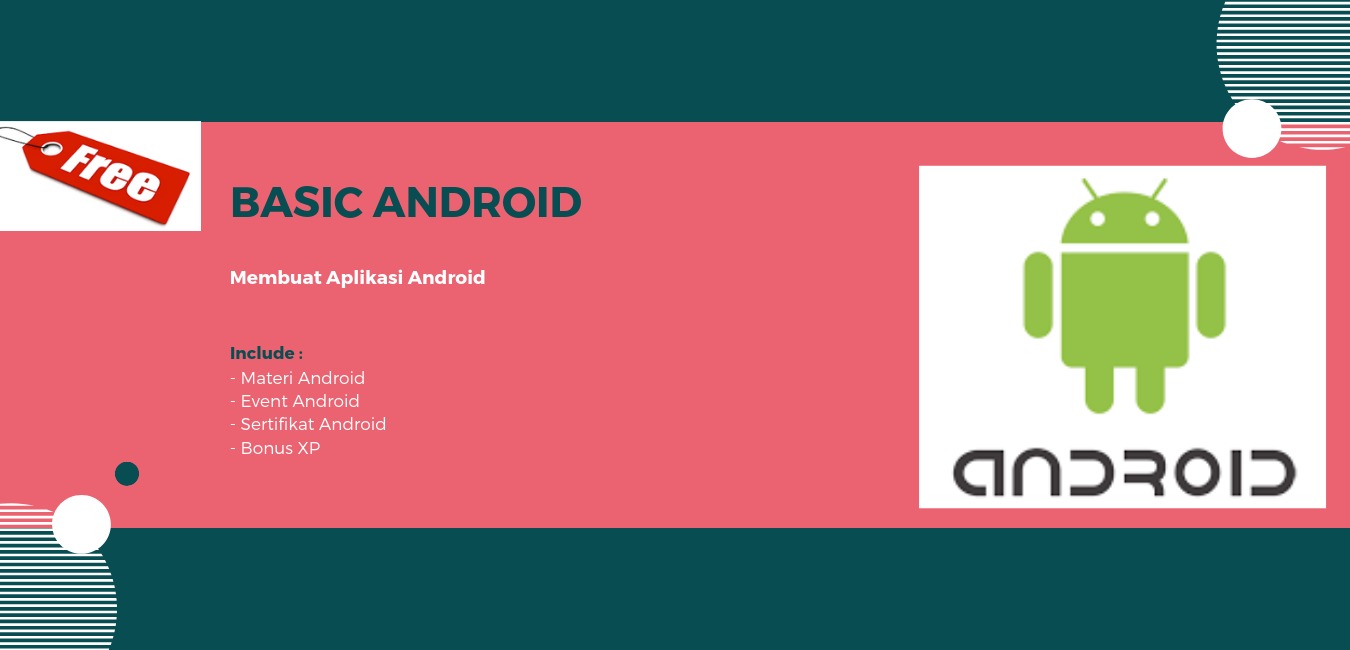 Free
BASIC ANDROID
Membuat Aplikasi Android
Include :
- Materi Android
- Event Android
- Sertifikat Android
- Bonus XP
ANDROID